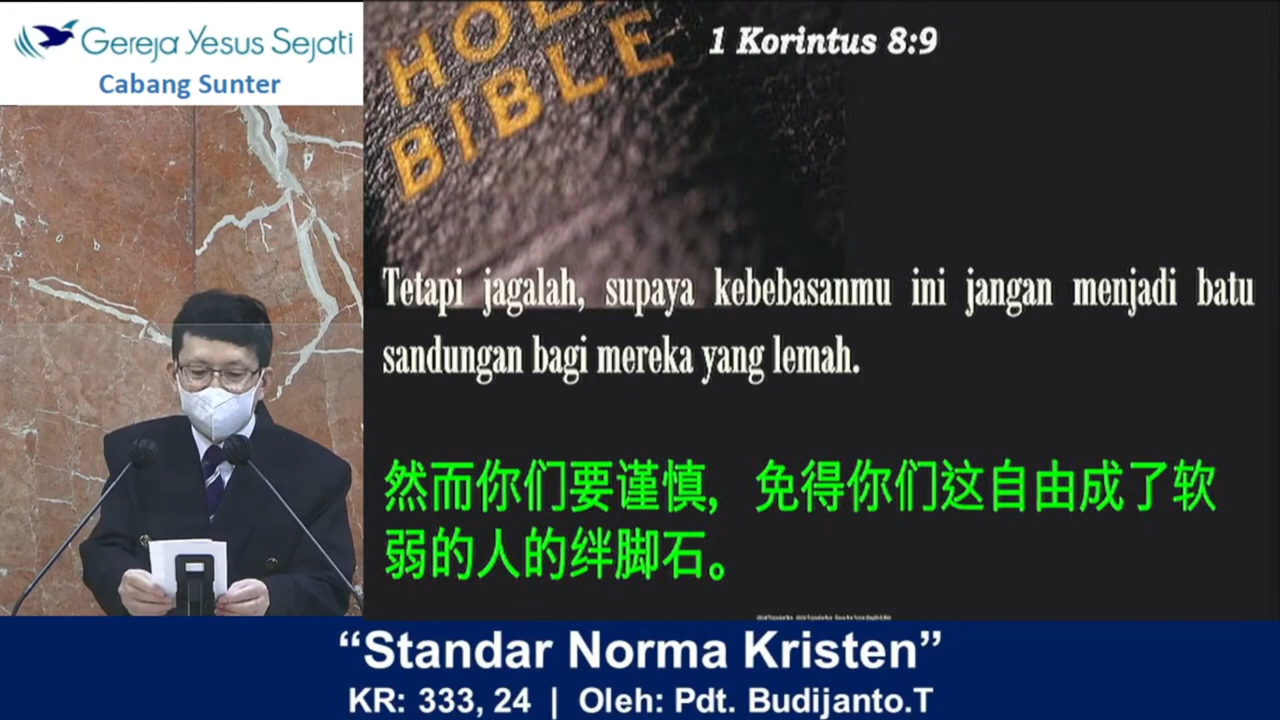 Gereja Yesus Sejati
Cabang Sunter
HOLY
BIBLE
1 Korintus 8:9
Tetapi jagalah, supaya kebebasanmu ini jangan menjadi batu
sandungan bagi mereka yang lemah.
然而你们要谨慎，免得你们这自由成了软
弱的人的绊脚石。
“Standar Norma Kristen”
KR: 333, 24 | Oleh: Pdt. Budijanto.T